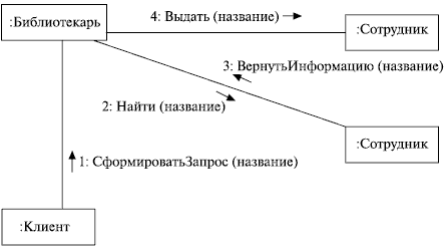 4: Выдать (название)
:Библиотекарь
:Сотрудник
3: ВернутьИнформацию (название)
2: Найти (название)
:Сотрудник
1: СформироватьЗапрос (название)
:Клиент